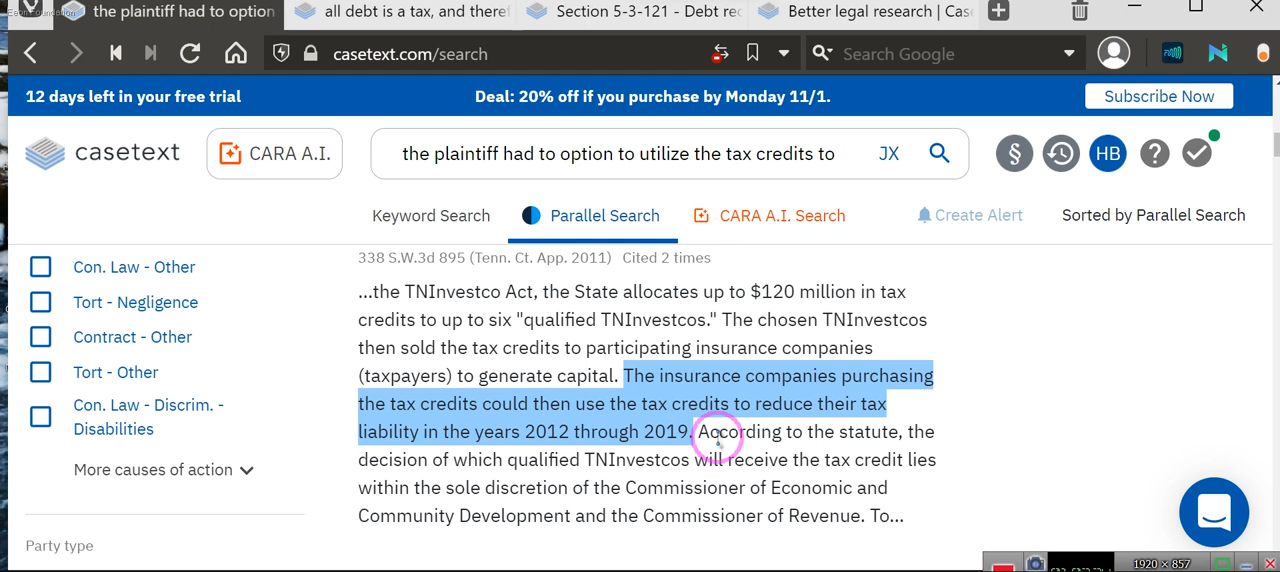 Eeon Foundation
the plaintiff had to option
all debt is a tax, and theref
Section 5-3-121 - Debt rec
Better legal research | Case
casetext.com/search
Search Google
12 days left in your free trial
Deal: 20% off if you purchase by Monday 11/1.
Subscribe Now
casetext
CARA A.I.
the plaintiff had to option to utilize the tax credits to
JX
§
HB
?
Keyword Search
Parallel Search
CARA A.I. Search
Create Alert
Sorted by Parallel Search
Con. Law - Other
Tort - Negligence
Contract - Other
Tort - Other
Con. Law - Discrim. -
Disabilities
More causes of action
Party type
338 S.W.3d 895 (Tenn. Ct. App. 2011) Cited 2 times
...the TNInvestco Act, the State allocates up to $120 million in tax
credits to up to six "qualified TNInvestcos." The chosen TNInvestcos
then sold the tax credits to participating insurance companies
(taxpayers) to generate capital. The insurance companies purchasing
the tax credits could then use the tax credits to reduce their tax
liability in the years 2012 through 2019. According to the statute, the
decision of which qualified TNInvestcos will receive the tax credit lies
within the sole discretion of the Commissioner of Economic and
Community Development and the Commissioner of Revenue. To...
1920 × 857